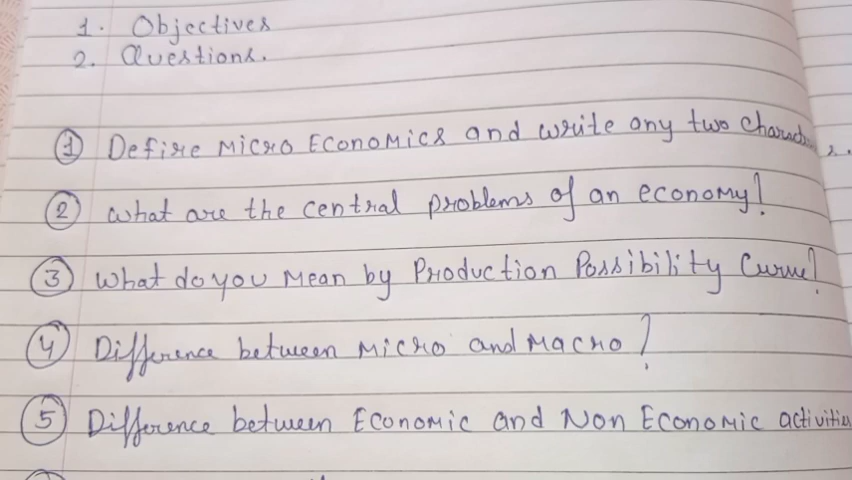 1. Objectives
2. Questions.
① Define Micro Economics and write any two
② What are the central problems of an economy?
③ What do you mean by Production Possibility Curve?
④ Difference between Micro and Macro?
⑤ Difference between Economic and Non Economic activities